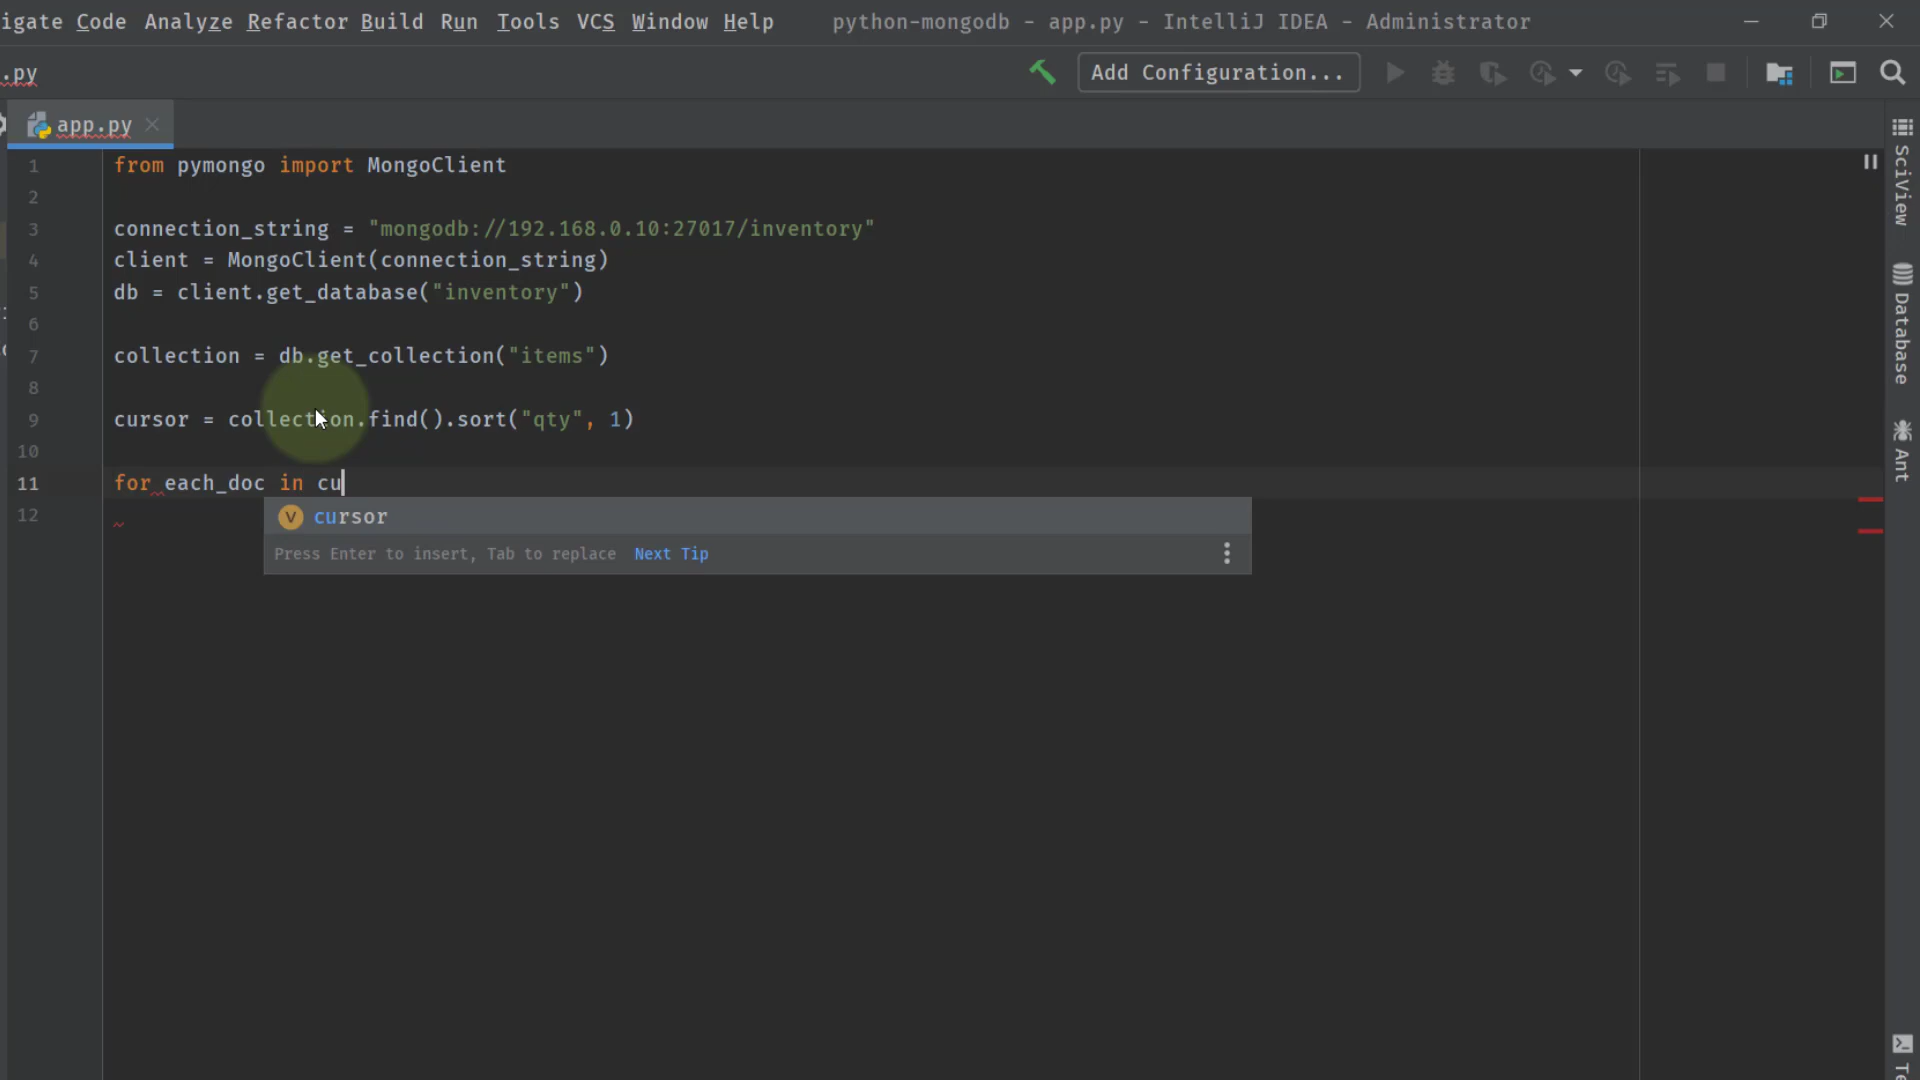 igate Code Analyze Refactor Build Run Tools VCS Window Help python-mongodb - app.py - IntelliJ IDEA - Administrator
.py
Add Configuration...
app.py
1 from pymongo import MongoClient
2
3 connection_string = "mongodb://192.168.0.10:27017/inventory"
4 client = MongoClient(connection_string)
5 db = client.get_database("inventory")
6
7 collection = db.get_collection("items")
8
9 cursor = collection.find().sort("qty", 1)
10
11 for each_doc in cu
12
V cursor
Press Enter to insert, Tab to replace Next Tip
SciView
Database
Ant